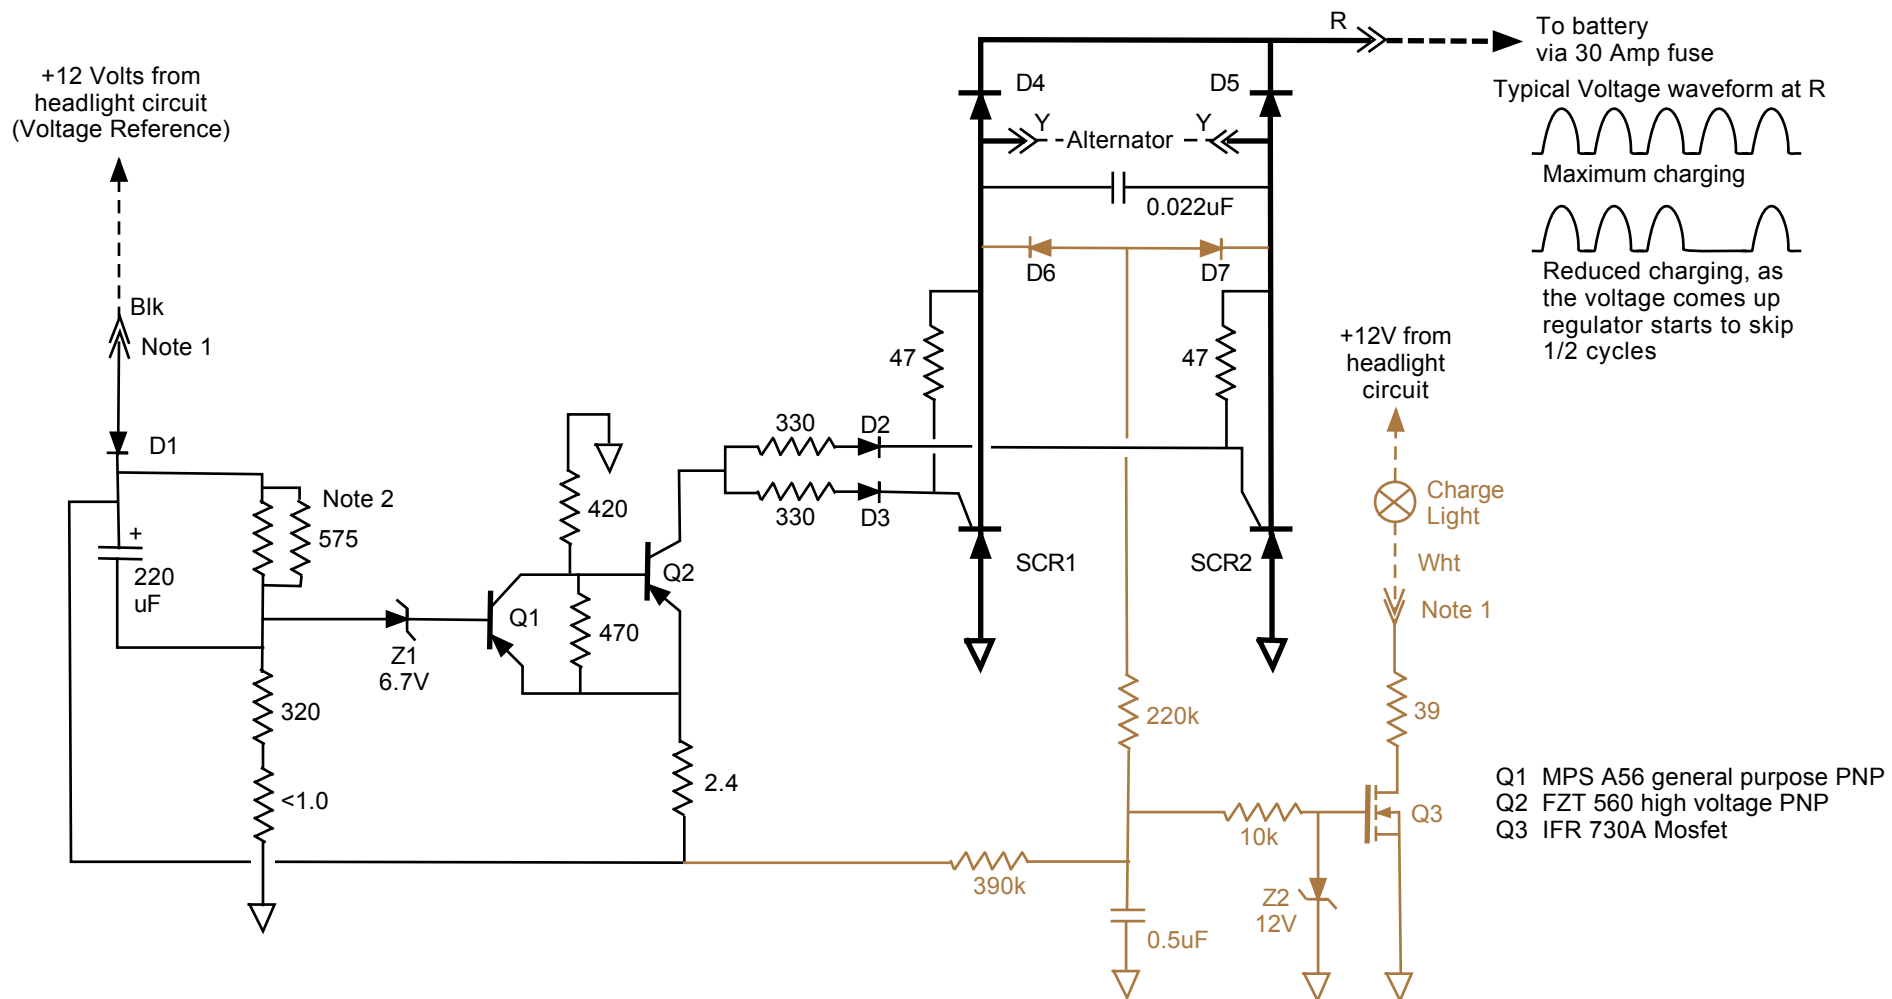 R
To battery
via 30 Amp fuse
+12 Volts from
headlight circuit
(Voltage Reference)
D4
D5
Typical Voltage waveform at R
Y
Alternator
Y
Maximum charging
0.022uF
D6
D7
Reduced charging, as
the voltage comes up
regulator starts to skip
1/2 cycles
Blk
Note 1
47
47
+12V from
headlight
circuit
D1
330
D2
330
D3
Note 2
575
420
Charge
Light
+
220
uF
Q2
SCR1
SCR2
Wht
Q1
470
Note 1
Z1
6.7V
320
220k
39
2.4
<1.0
Q1 MPS A56 general purpose PNP
Q2 FZT 560 high voltage PNP
Q3 IFR 730A Mosfet
Q3
10k
390k
Z2
12V
0.5uF